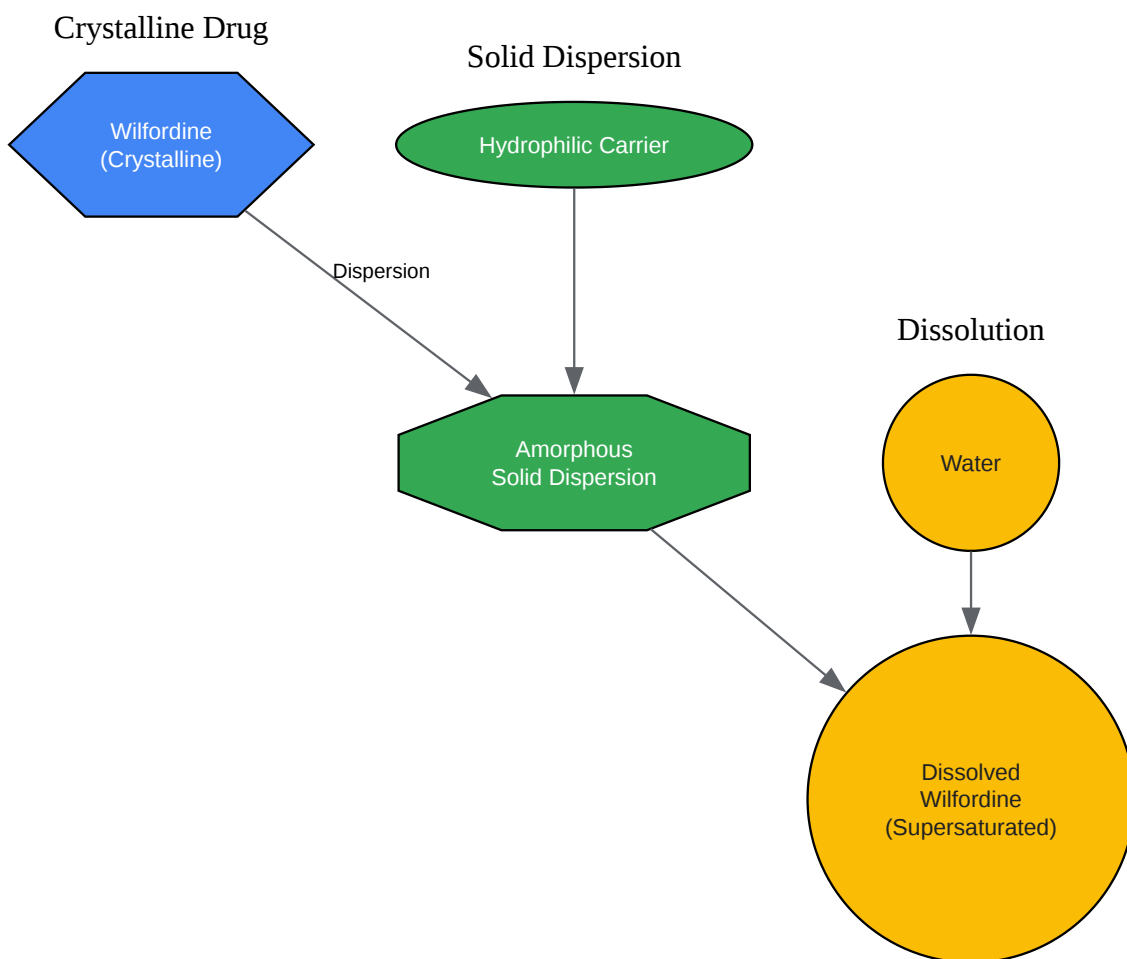 Crystalline Drug
Solid Dispersion
Wilfordine
(Crystalline)
Hydrophilic Carrier
Dispersion
Dissolution
Amorphous
Solid Dispersion
Water
Dissolved
Wilfordine
(Supersaturated)